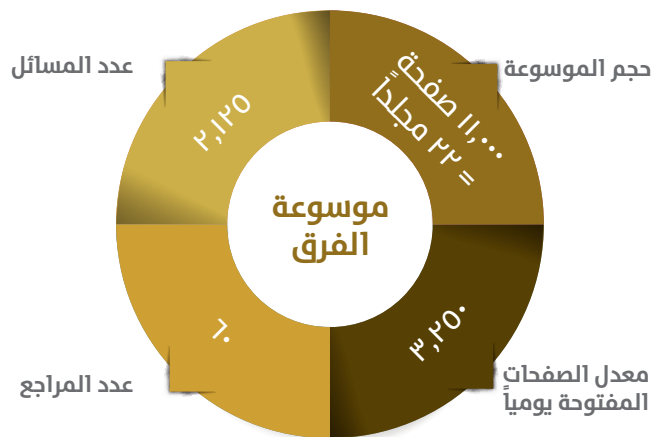 حجم الموسوعة
١١,٠٠٠ صفحة
= ٢٢ مجلداً
عدد المسائل
٢,١٢٥
موسوعة
الفرق
معدل الصفحات
المفتوحة يومياً
٣,٢٥٠
عدد المراجع
٦٠